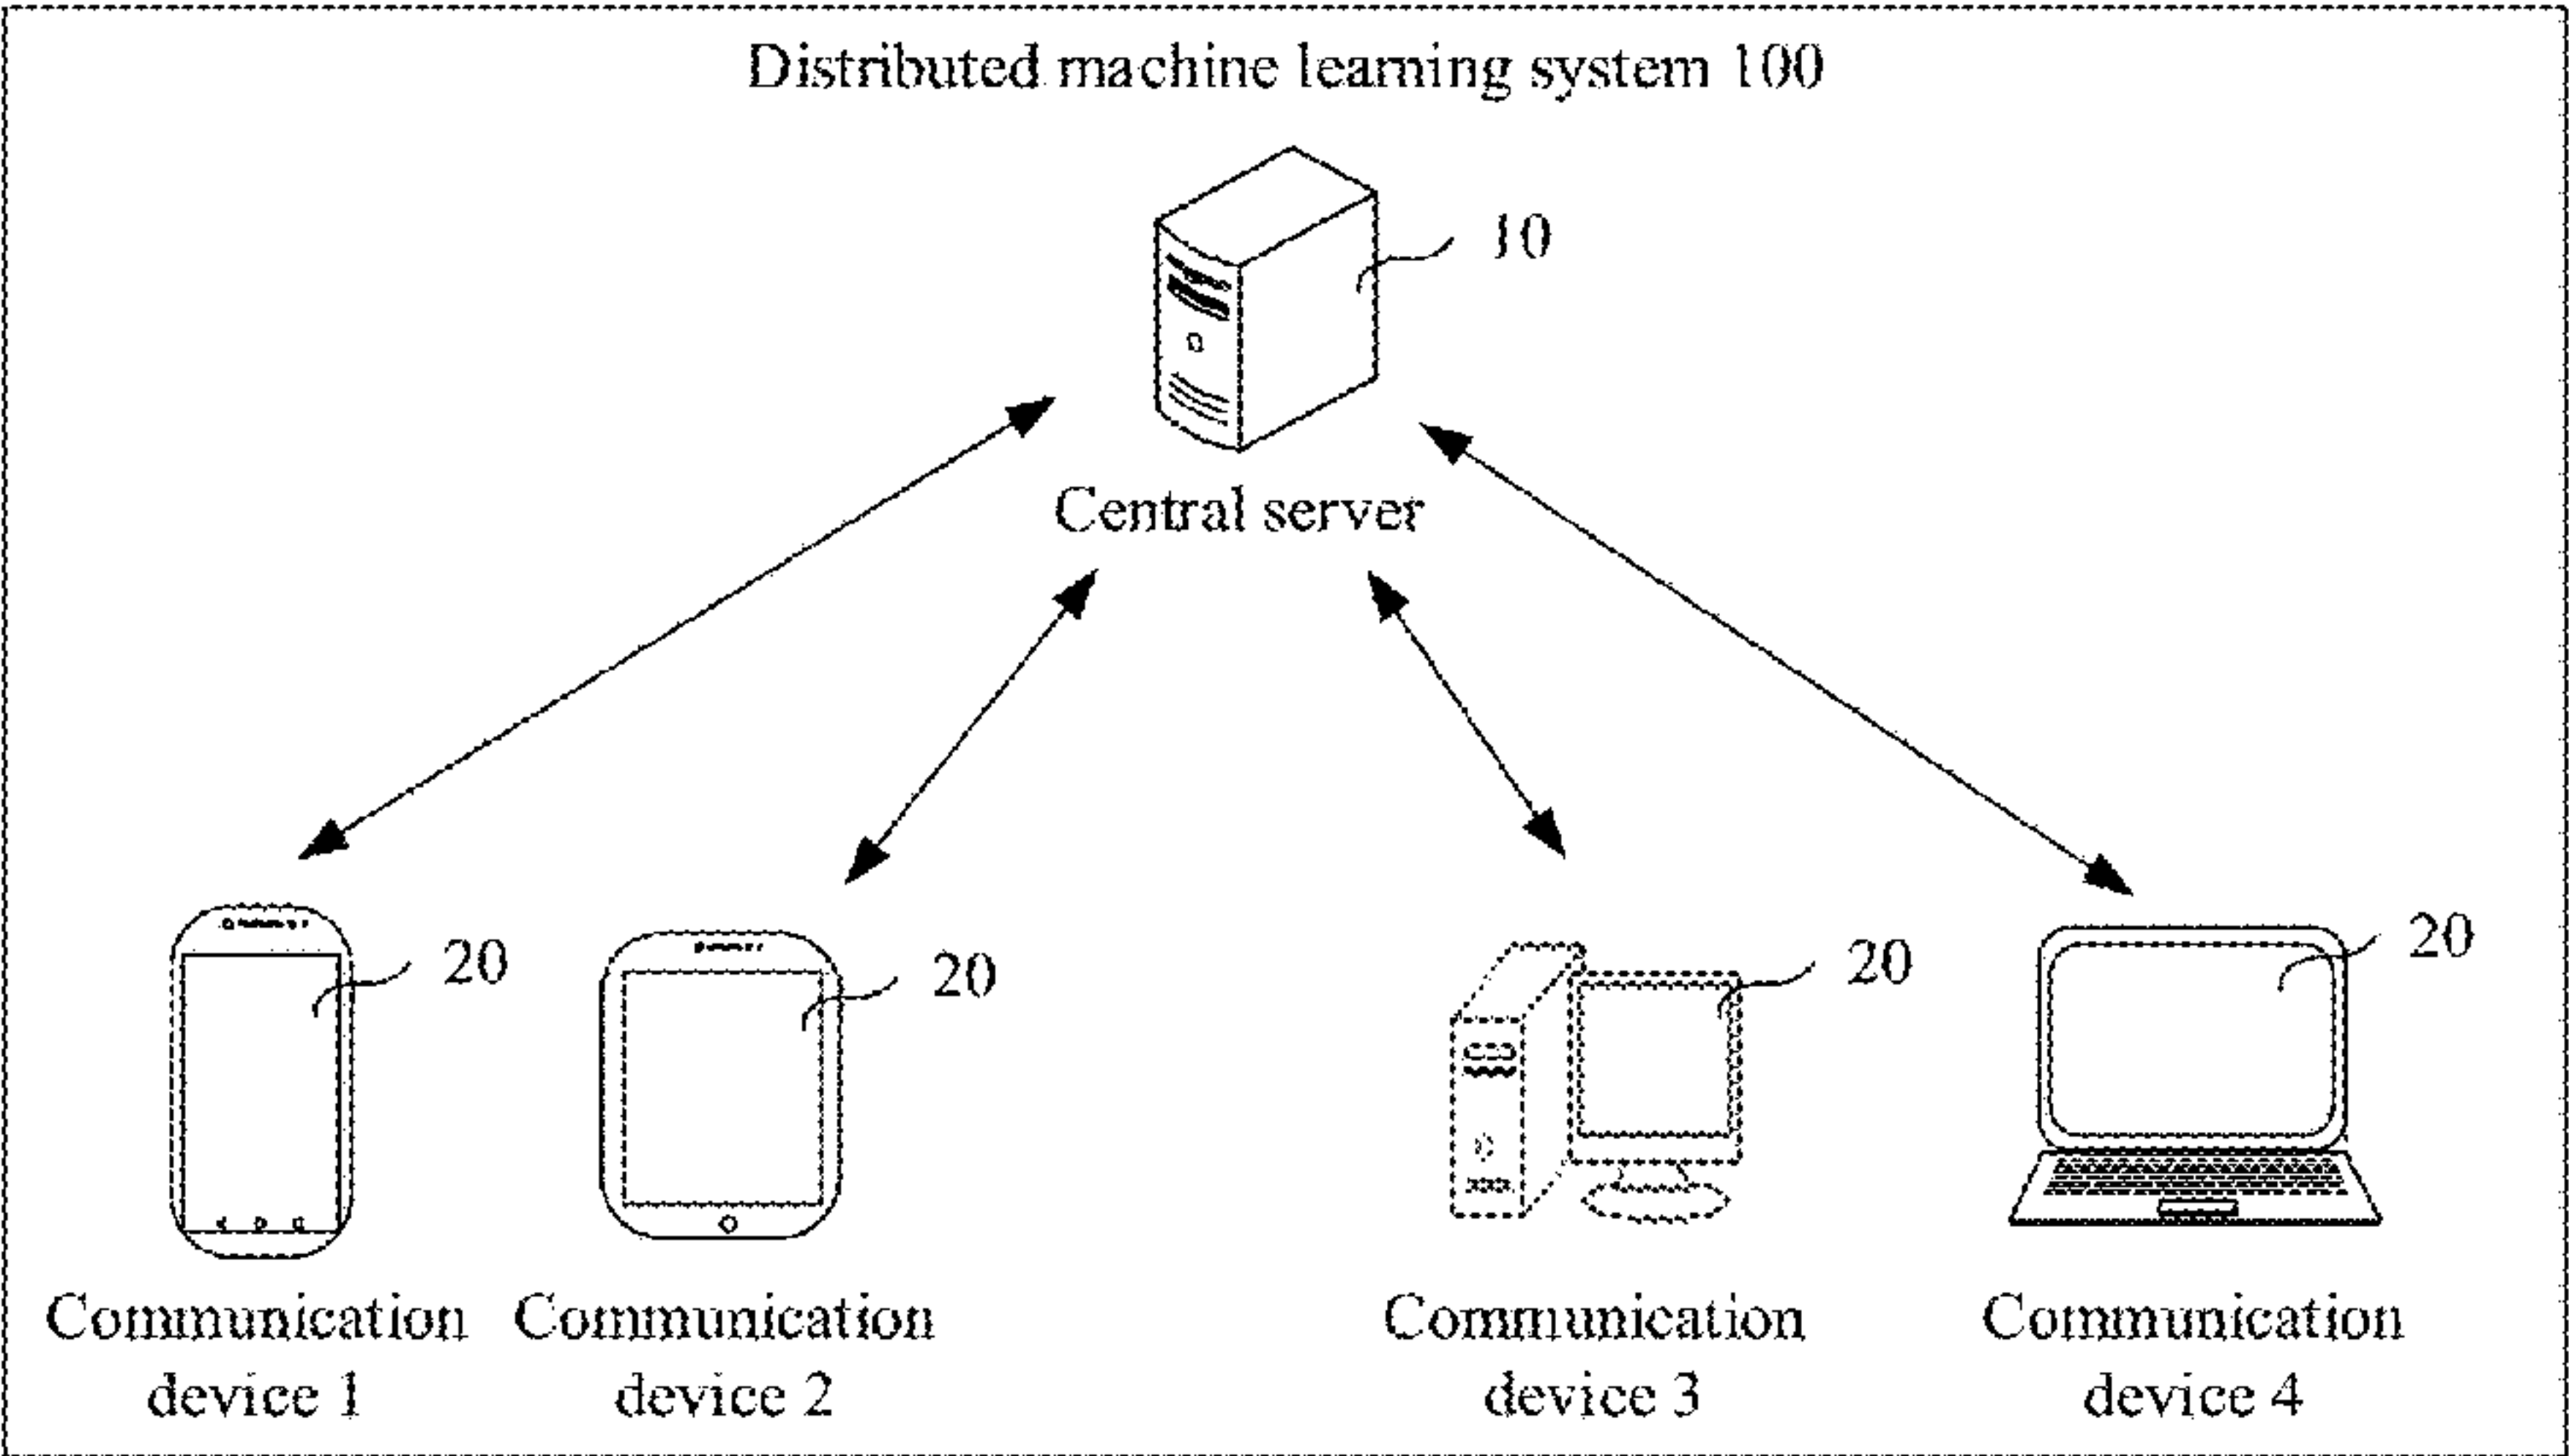 Distributed machine learning system 100
10
Central server
20
20
20
20
Communication
device 1
Communication
device 2
Communication
device 3
Communication
device 4